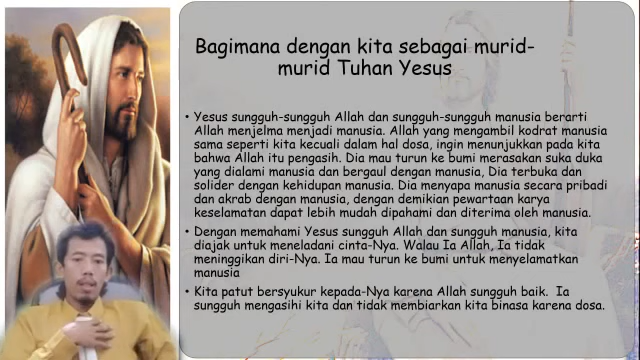 Bagimana dengan kita sebagai murid-
murid Tuhan Yesus
• Yesus sungguh-sungguh Allah dan sungguh-sungguh manusia berarti
Allah menjelma menjadi manusia. Allah yang mengambil kodrat manusia
sama seperti kita kecuali dalam hal dosa, ingin menunjukkan pada kita
bahwa Allah itu pengasih. Dia mau turun ke bumi merasakan suka duka
yang dialami manusia dan bergaul dengan manusia, Dia terbuka dan
solider dengan kehidupan manusia. Dia menyapa manusia secara pribadi
dan akrab dengan manusia, dengan demikian pewartaan karya
keselamatan dapat lebih mudah dipahami dan diterima oleh manusia.
• Dengan memahami Yesus sungguh Allah dan sungguh manusia, kita
diajak untuk meneladani cinta-Nya. Walau Ia Allah, Ia tidak
meninggikan diri-Nya. Ia mau turun ke bumi untuk menyelamatkan
manusia
• Kita patut bersyukur kepada-Nya karena Allah sungguh baik. Ia
sungguh mengasihi kita dan tidak membiarkan kita binasa karena dosa.